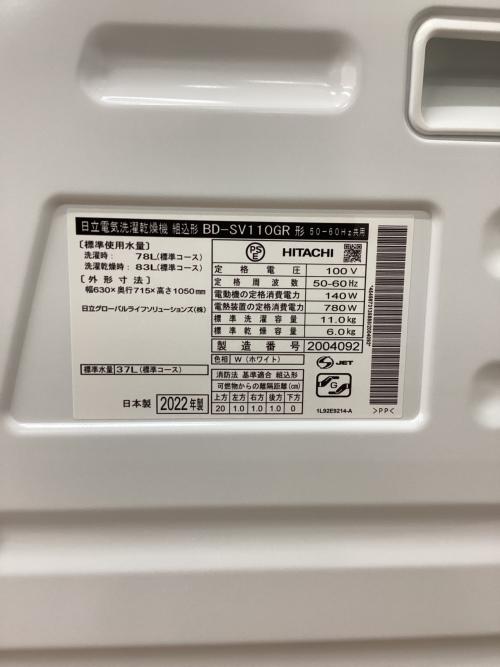 日立電気洗濯乾燥機 組込形 BD-SV110GR 形 50-60Hz共用
〔標準使用水量〕
洗濯時： 78L(標準コース)
洗濯乾燥時： 83L(標準コース)
〔外形寸法〕
幅630×奥行715×高さ1050mm
日立グローバルライフソリューションズ(株)
標準水量 37L(標準コース)
日本製 2022年製
PS
E
HITACHI
定格電圧 100V
定格周波数 50-60Hz
電動機の定格消費電力 140W
電熱装置の定格消費電力 780W
標準洗濯容量 11.0kg
標準乾燥容量 6.0kg
製造番号 2004092
色柄 W (ホワイト)
消防法 基準適合 組込形
可燃物からの離隔距離(cm)
上方 左方 右方 後方 下方
20 1.0 1.0 1.0 0
S JET
G
1L92E9214-A
>PP<